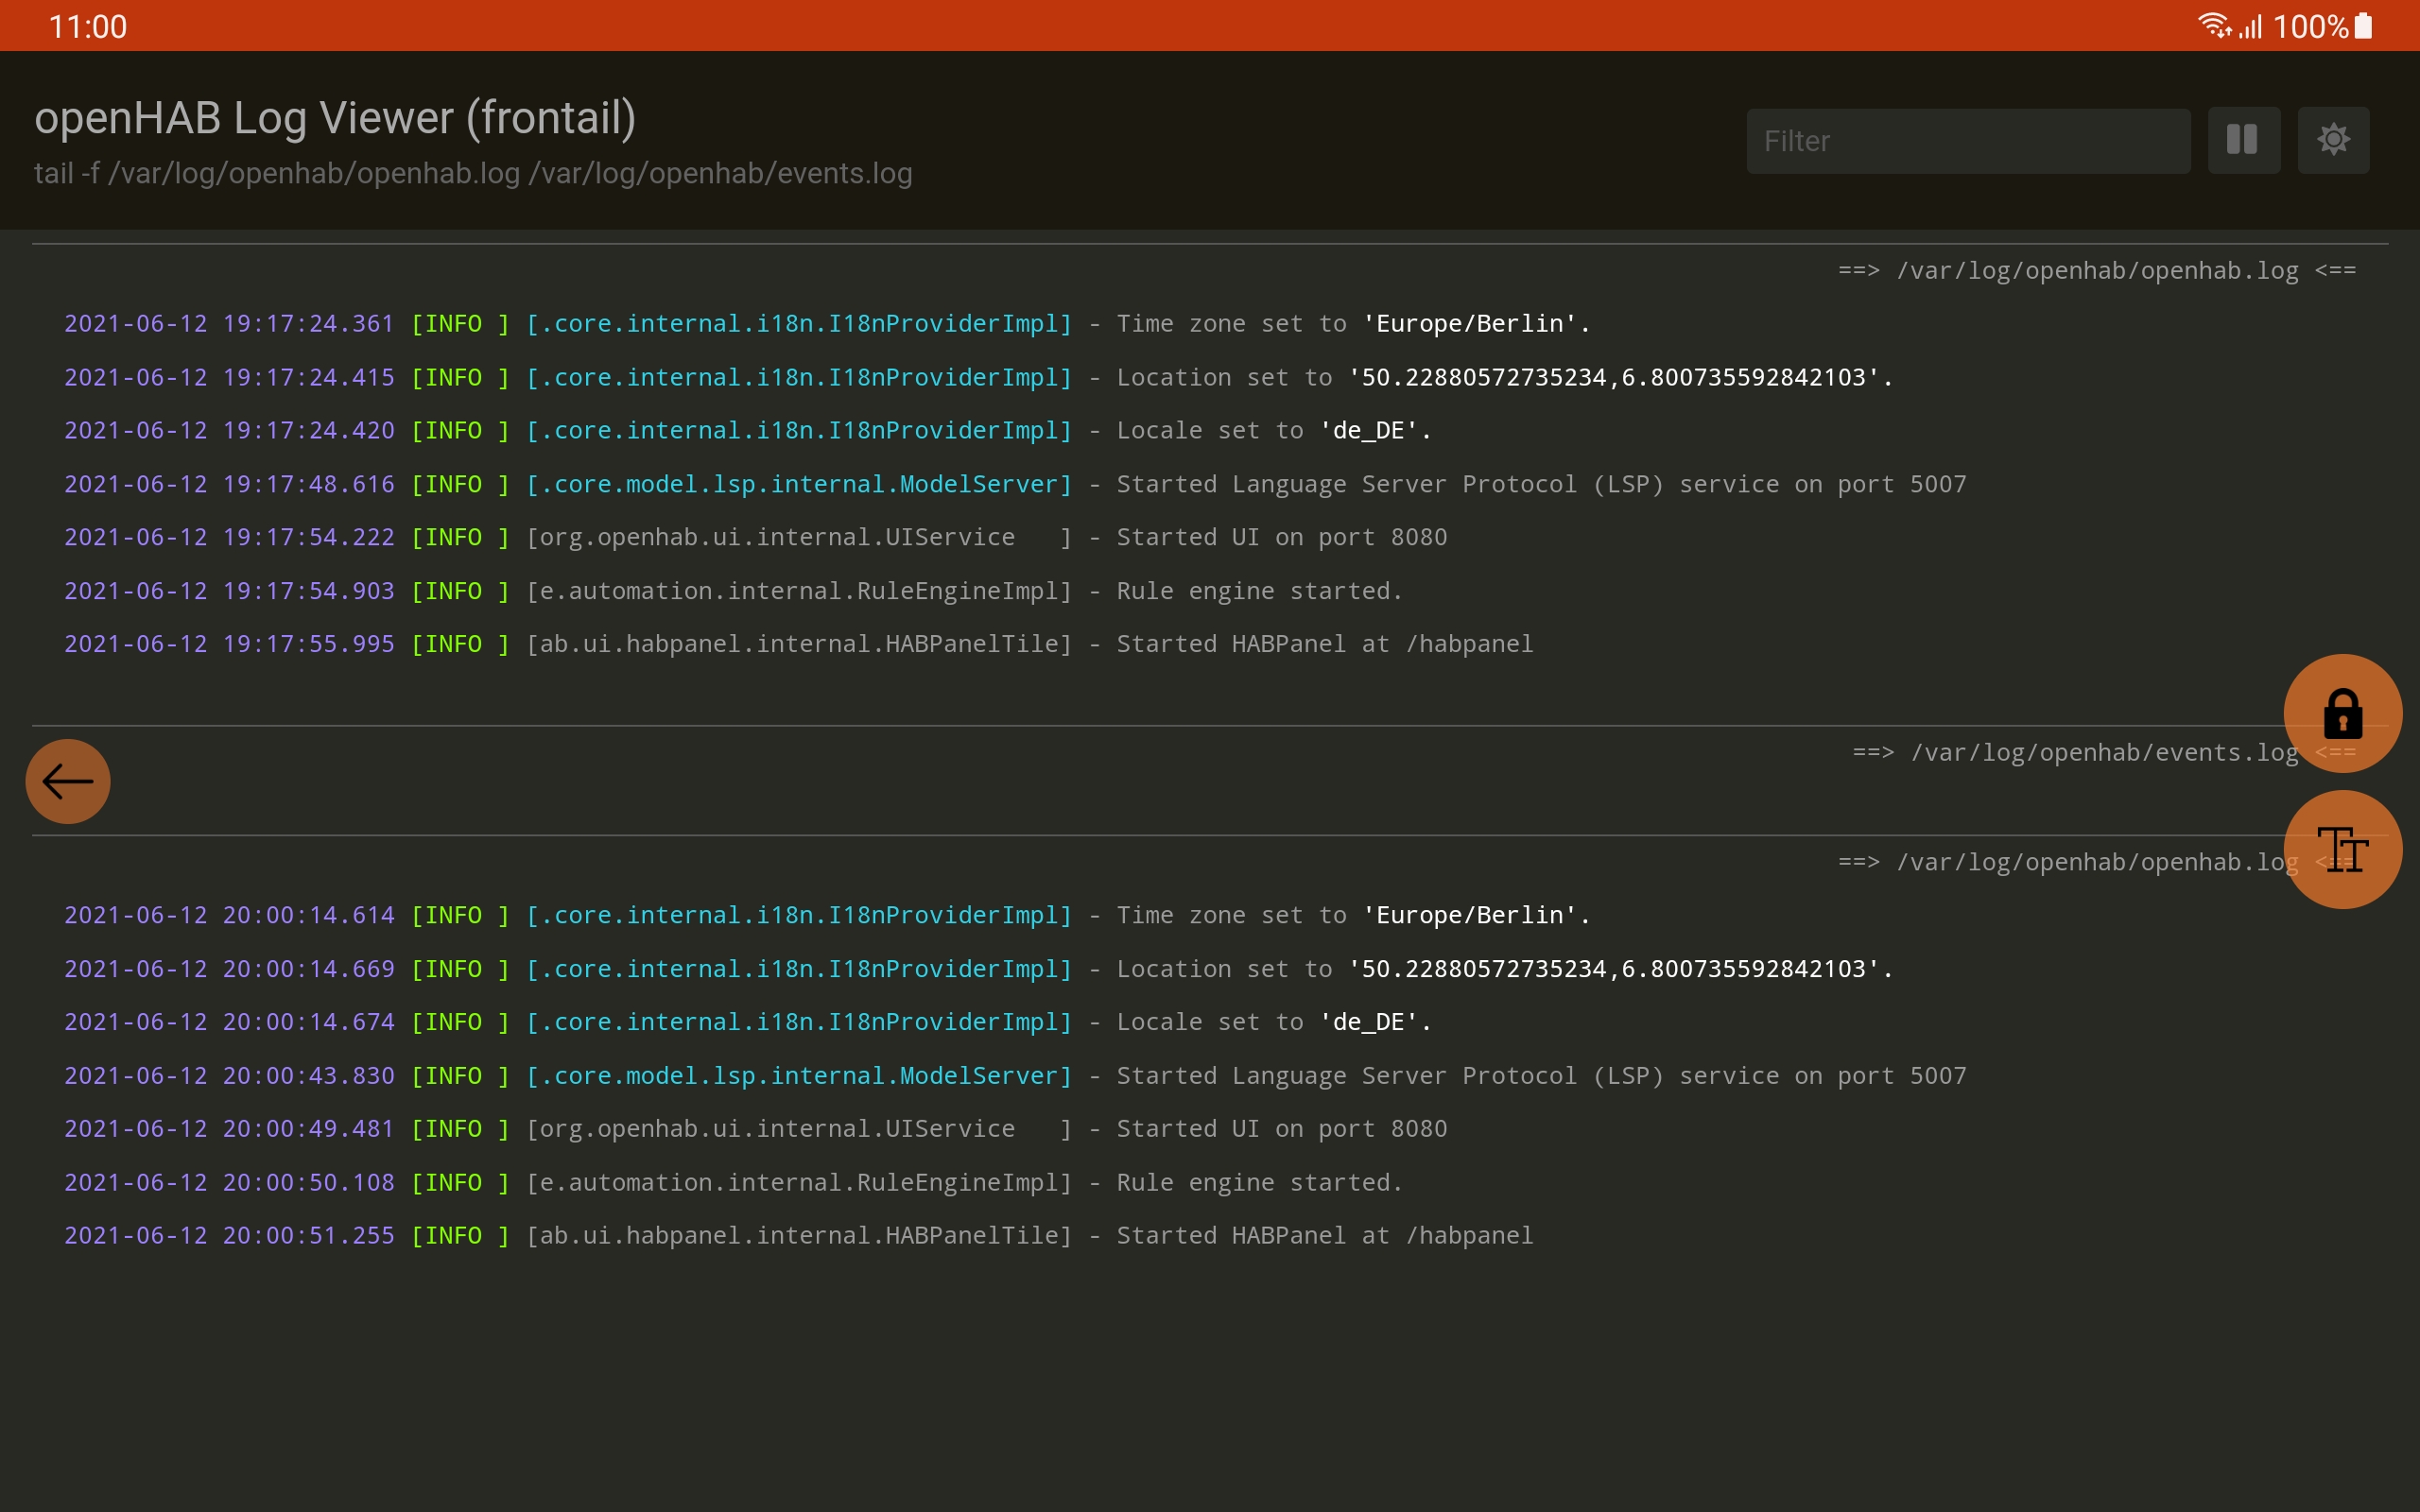 11:00 100%
openHAB Log Viewer (frontail)
tail -f /var/log/openhab/openhab.log /var/log/openhab/events.log
Filter
==> /var/log/openhab/openhab.log <==
2021-06-12 19:17:24.361 [INFO ] [.core.internal.i18n.I18nProviderImpl] - Time zone set to 'Europe/Berlin'.
2021-06-12 19:17:24.415 [INFO ] [.core.internal.i18n.I18nProviderImpl] - Location set to '50.22880572735234,6.800735592842103'.
2021-06-12 19:17:24.420 [INFO ] [.core.internal.i18n.I18nProviderImpl] - Locale set to 'de_DE'.
2021-06-12 19:17:48.616 [INFO ] [.core.model.lsp.internal.ModelServer] - Started Language Server Protocol (LSP) service on port 5007
2021-06-12 19:17:54.222 [INFO ] [org.openhab.ui.internal.UIService   ] - Started UI on port 8080
2021-06-12 19:17:54.903 [INFO ] [e.automation.internal.RuleEngineImpl] - Rule engine started.
2021-06-12 19:17:55.995 [INFO ] [ab.ui.habpanel.internal.HABPanelTile] - Started HABPanel at /habpanel
==> /var/log/openhab/events.log <==
==> /var/log/openhab/openhab.log <==
2021-06-12 20:00:14.614 [INFO ] [.core.internal.i18n.I18nProviderImpl] - Time zone set to 'Europe/Berlin'.
2021-06-12 20:00:14.669 [INFO ] [.core.internal.i18n.I18nProviderImpl] - Location set to '50.22880572735234,6.800735592842103'.
2021-06-12 20:00:14.674 [INFO ] [.core.internal.i18n.I18nProviderImpl] - Locale set to 'de_DE'.
2021-06-12 20:00:43.830 [INFO ] [.core.model.lsp.internal.ModelServer] - Started Language Server Protocol (LSP) service on port 5007
2021-06-12 20:00:49.481 [INFO ] [org.openhab.ui.internal.UIService   ] - Started UI on port 8080
2021-06-12 20:00:50.108 [INFO ] [e.automation.internal.RuleEngineImpl] - Rule engine started.
2021-06-12 20:00:51.255 [INFO ] [ab.ui.habpanel.internal.HABPanelTile] - Started HABPanel at /habpanel